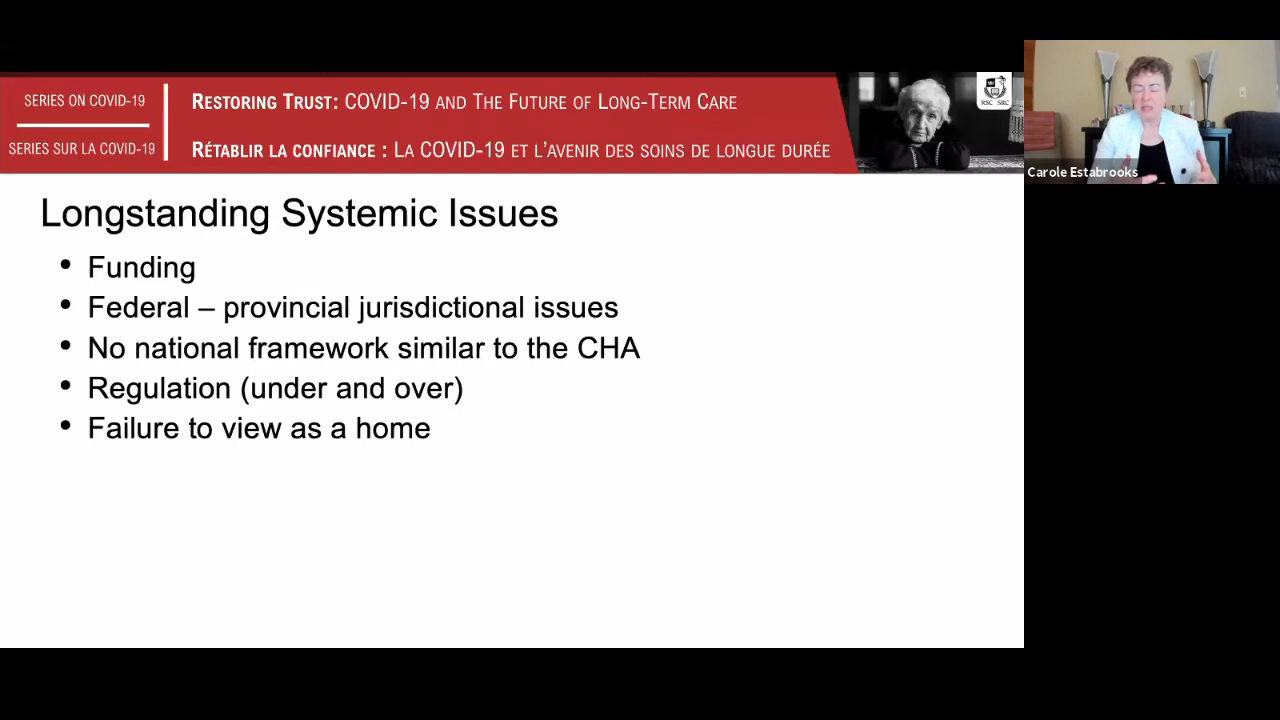 SERIES ON COVID-19
SERIES SUR LA COVID-19
RESTORING TRUST: COVID-19 AND THE FUTURE OF LONG-TERM CARE
RÉTABLIR LA CONFIANCE : LA COVID-19 ET L'AVENIR DES SOINS DE LONGUE DURÉE
RSC SRC
Carole Estabrooks
Longstanding Systemic Issues
• Funding
• Federal – provincial jurisdictional issues
• No national framework similar to the CHA
• Regulation (under and over)
• Failure to view as a home